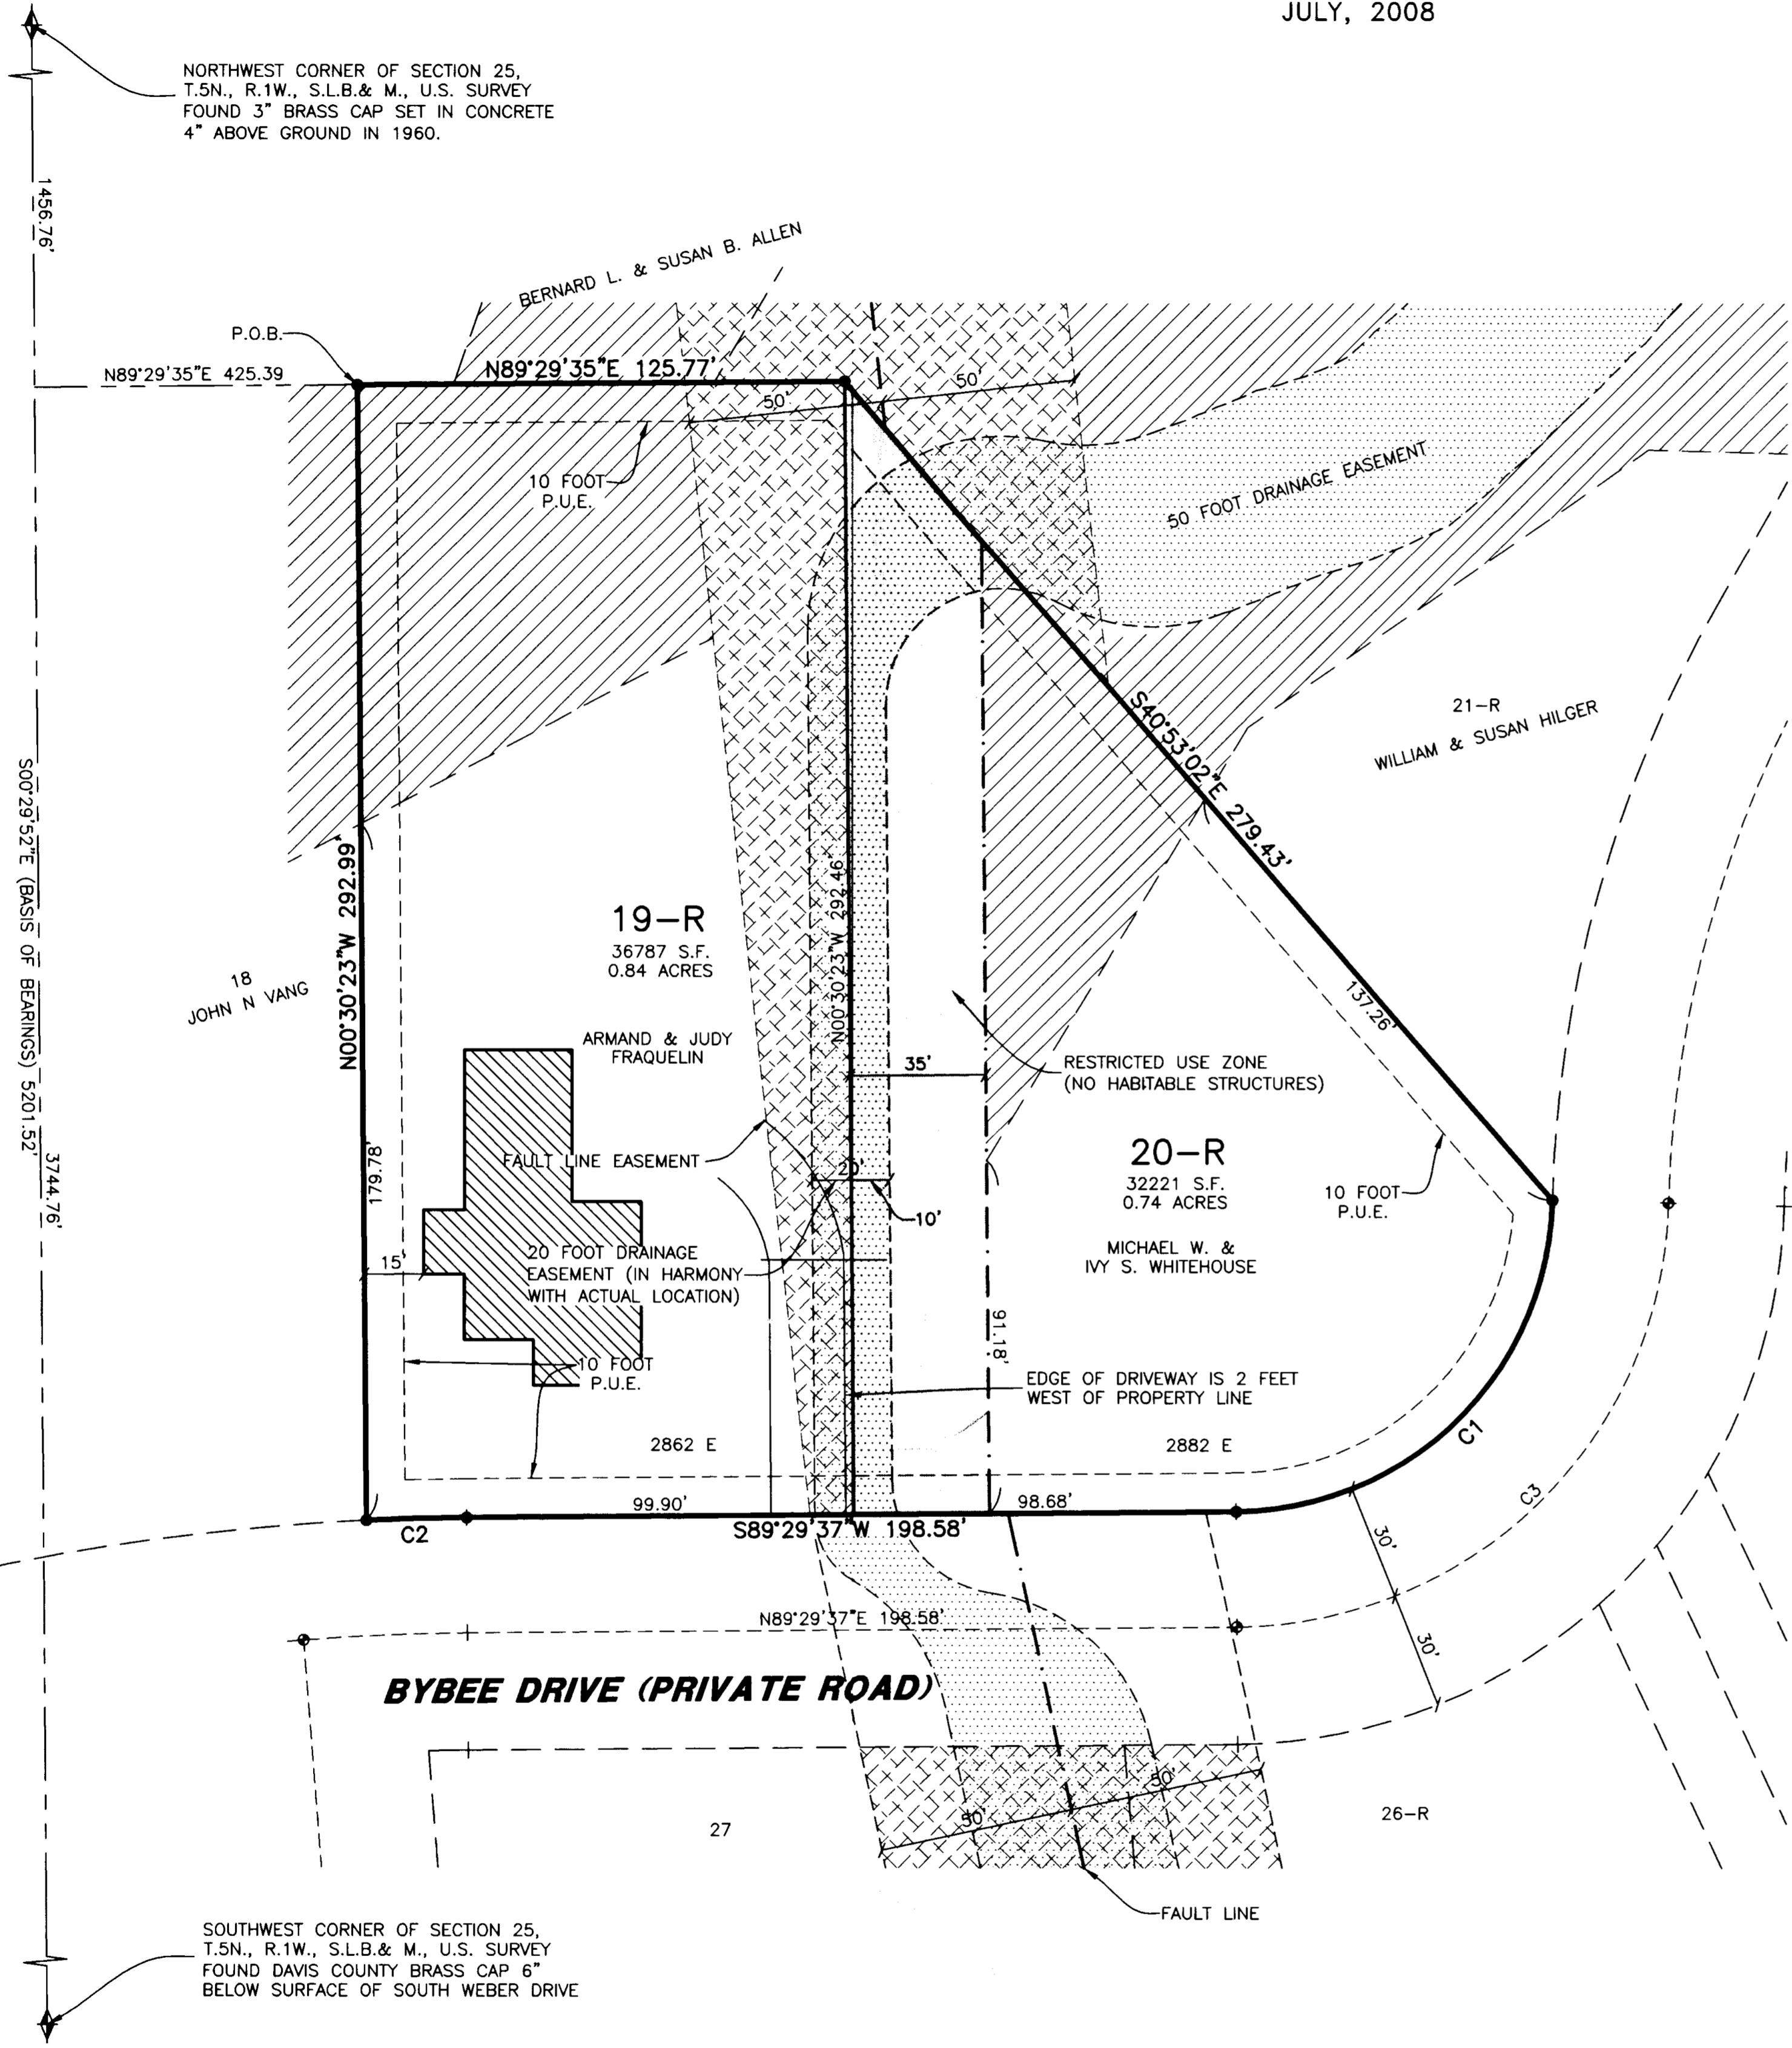 JULY, 2008
NORTHWEST CORNER OF SECTION 25,
T.5N., R.1W., S.L.B.& M., U.S. SURVEY
FOUND 3" BRASS CAP SET IN CONCRETE
4" ABOVE GROUND IN 1960.
1456.76'
BERNARD L. & SUSAN B. ALLEN
P.O.B.
N89°29'35"E 425.39
N89°29'35"E 125.77'
50'
50'
10 FOOT
P.U.E.
50 FOOT DRAINAGE EASEMENT
S40°53'02"E 279.43'
21-R
WILLIAM & SUSAN HILGER
S00°29'52"E (BASIS OF BEARINGS) 5201.52'
N00°30'23"W 292.99'
N00°30'23"W 292.46'
19-R
36787 S.F.
0.84 ACRES
18
JOHN N VANG
ARMAND & JUDY
FRAQUELIN
137.26'
35'
RESTRICTED USE ZONE
(NO HABITABLE STRUCTURES)
179.78'
3744.76'
FAULT LINE EASEMENT
20'
10'
20-R
32221 S.F.
0.74 ACRES
10 FOOT
P.U.E.
MICHAEL W. &
IVY S. WHITEHOUSE
15'
20 FOOT DRAINAGE
EASEMENT (IN HARMONY
WITH ACTUAL LOCATION)
91.18'
10 FOOT
P.U.E.
EDGE OF DRIVEWAY IS 2 FEET
WEST OF PROPERTY LINE
2862 E
2882 E
C1
C3
99.90'
98.68'
C2
S89°29'37"W 198.58'
30'
30'
N89°29'37"E 198.58'
BYBEE DRIVE (PRIVATE ROAD)
50'
50'
27
26-R
FAULT LINE
SOUTHWEST CORNER OF SECTION 25,
T.5N., R.1W., S.L.B.& M., U.S. SURVEY
FOUND DAVIS COUNTY BRASS CAP 6"
BELOW SURFACE OF SOUTH WEBER DRIVE